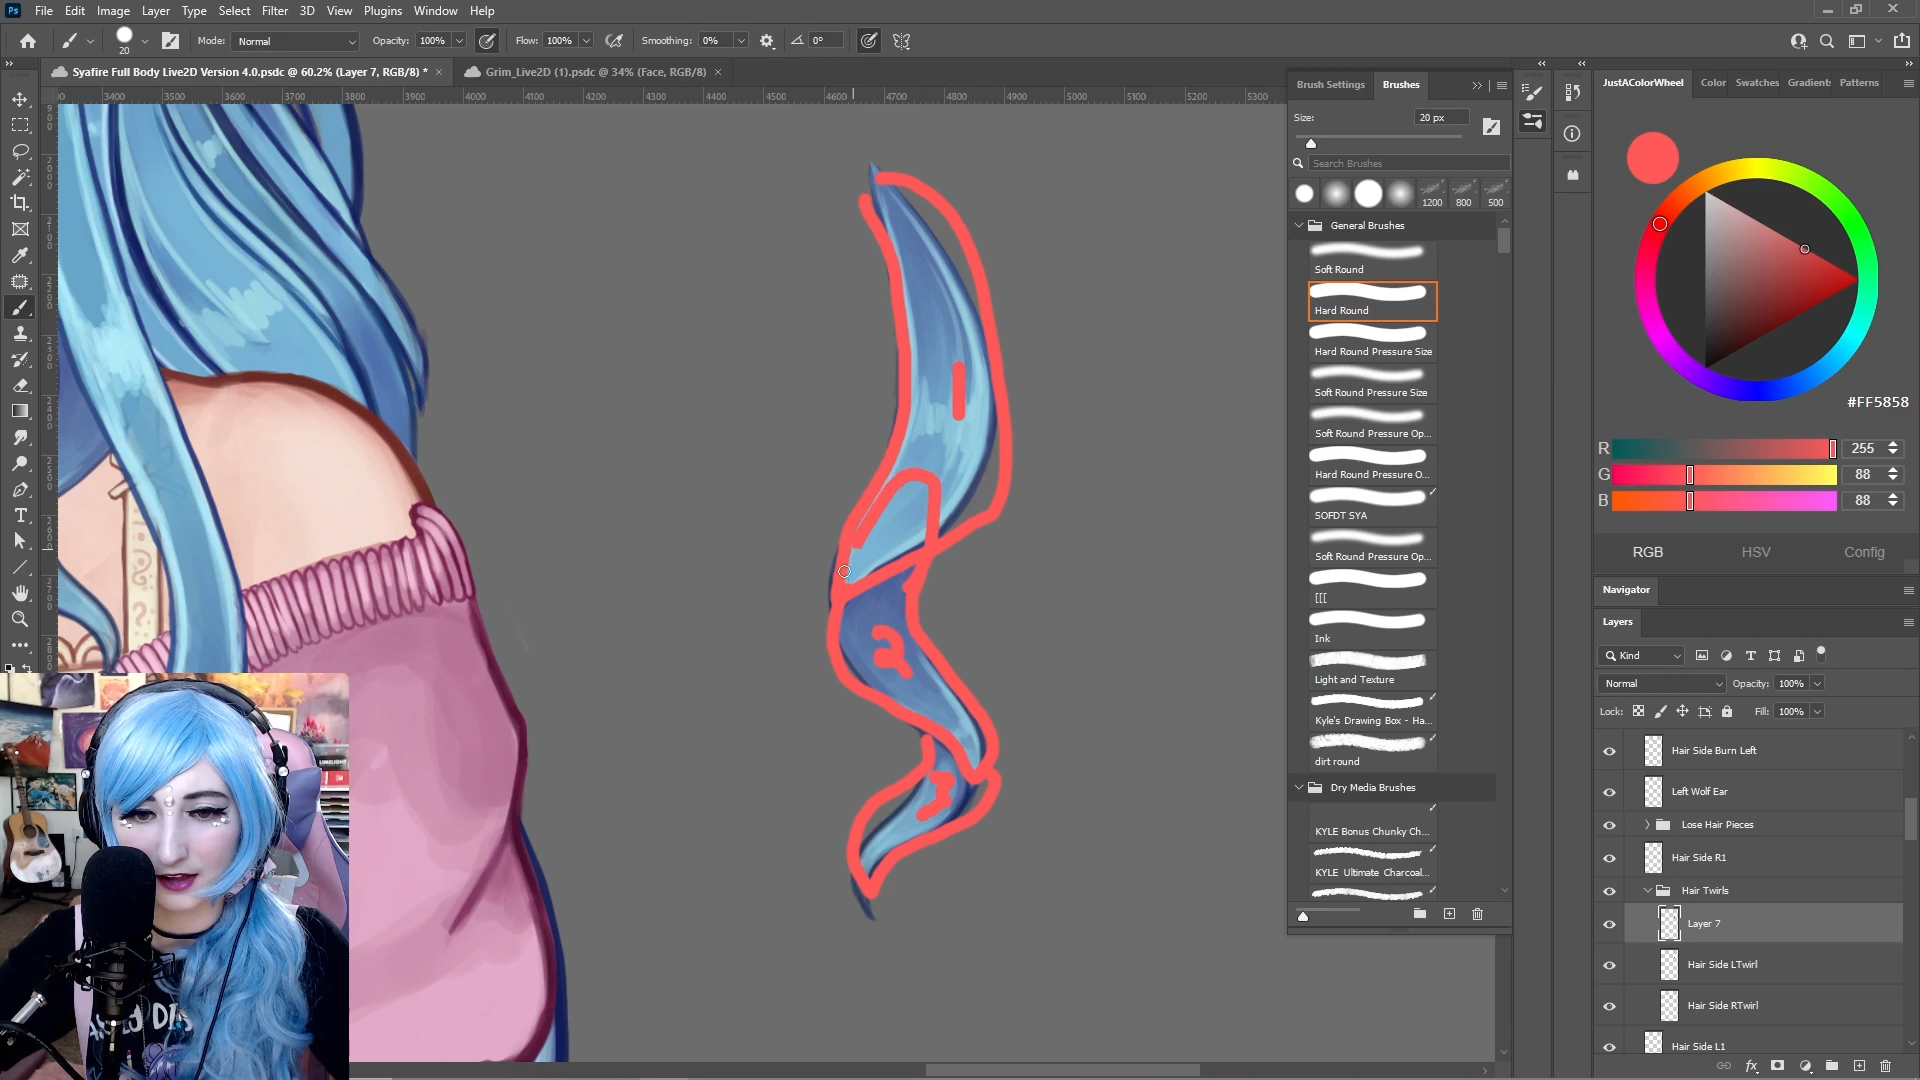 Ps File Edit Image Layer Type Select Filter 3D View Plugins Window Help
20 Mode: Normal Opacity: 100% Flow: 100% Smoothing: 0% 0°
Syafire Full Body Live2D Version 4.0.psdc @ 60.2% (Layer 7, RGB/8) * × Grim_Live2D (1).psdc @ 34% (Face, RGB/8) ×
3400 3500 3600 3700 3800 3900 4000 4100 4200 4300 4400 4500 4600 4700 4800 4900 5000 5100 5200 5300
Brush Settings Brushes
Size: 20 px
Search Brushes
1200 800 500
General Brushes
Soft Round
Hard Round
Hard Round Pressure Size
Soft Round Pressure Size
Soft Round Pressure Op...
Hard Round Pressure O...
SOFDT SYA
Soft Round Pressure Op...
[[[
Ink
Light and Texture
Kyle's Drawing Box - Ha...
dirt round
Dry Media Brushes
KYLE Bonus Chunky Ch...
KYLE Ultimate Charcoal...
1
2
3
JustAColorWheel Color Swatches Gradients Patterns
#FF5858
R 255
G 88
B 88
RGB HSV Config
Navigator
Layers
Kind
Normal Opacity: 100%
Lock: Fill: 100%
Hair Side Burn Left
Left Wolf Ear
Lose Hair Pieces
Hair Side R1
Hair Twirls
Layer 7
Hair Side LTwirl
Hair Side RTwirl
Hair Side L1
fx